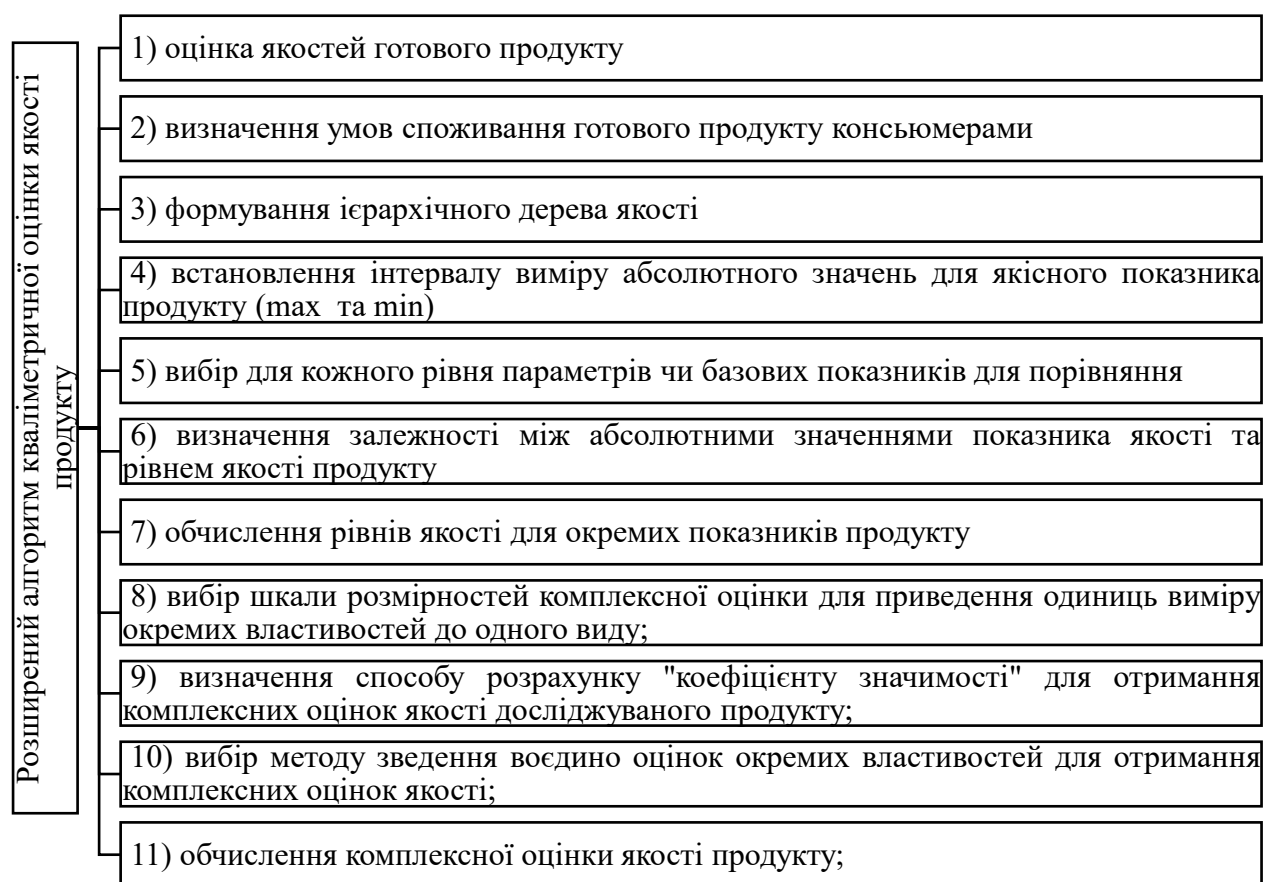 Розширений алгоритм кваліметричної оцінки якості
продукту
1) оцінка якостей готового продукту
2) визначення умов споживання готового продукту консьюмерами
3) формування ієрархічного дерева якості
4) встановлення інтервалу виміру абсолютного значень для якісного показника
продукту (max та min)
5) вибір для кожного рівня параметрів чи базових показників для порівняння
6) визначення залежності між абсолютними значеннями показника якості та
рівнем якості продукту
7) обчислення рівнів якості для окремих показників продукту
8) вибір шкали розмірностей комплексної оцінки для приведення одиниць виміру
окремих властивостей до одного виду;
9) визначення способу розрахунку "коефіцієнту значимості" для отримання
комплексних оцінок якості досліджуваного продукту;
10) вибір методу зведення воєдино оцінок окремих властивостей для отримання
комплексних оцінок якості;
11) обчислення комплексної оцінки якості продукту;